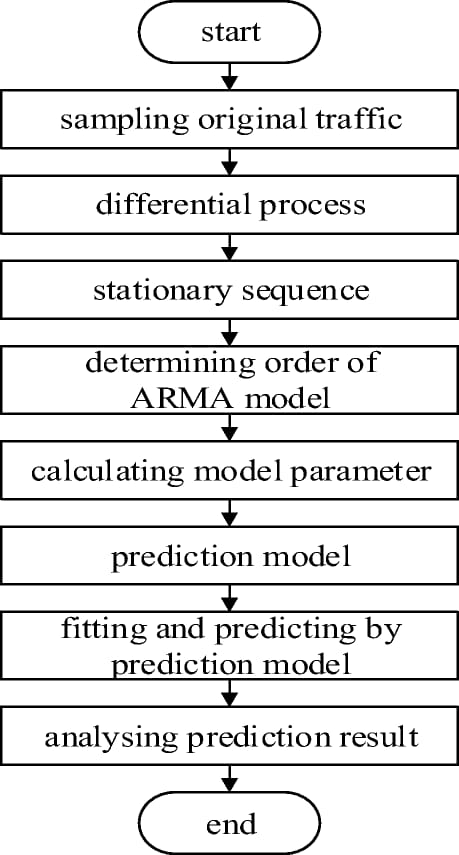 start
sampling original traffic
differential process
stationary sequence
determining order of
ARMA model
calculating model parameter
prediction model
fitting and predicting by
prediction model
analysing prediction result
end